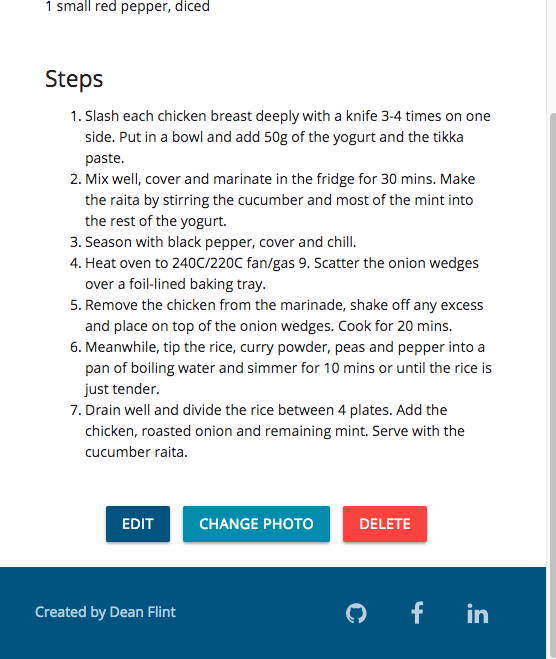 1 small red pepper, diced
Steps
1. Slash each chicken breast deeply with a knife 3-4 times on one
side. Put in a bowl and add 50g of the yogurt and the tikka
paste.
2. Mix well, cover and marinate in the fridge for 30 mins. Make
the raita by stirring the cucumber and most of the mint into
the rest of the yogurt.
3. Season with black pepper, cover and chill.
4. Heat oven to 240C/220C fan/gas 9. Scatter the onion wedges
over a foil-lined baking tray.
5. Remove the chicken from the marinade, shake off any excess
and place on top of the onion wedges. Cook for 20 mins.
6. Meanwhile, tip the rice, curry powder, peas and pepper into a
pan of boiling water and simmer for 10 mins or until the rice is
just tender.
7. Drain well and divide the rice between 4 plates. Add the
chicken, roasted onion and remaining mint. Serve with the
cucumber raita.
EDIT CHANGE PHOTO DELETE
Created by Dean Flint